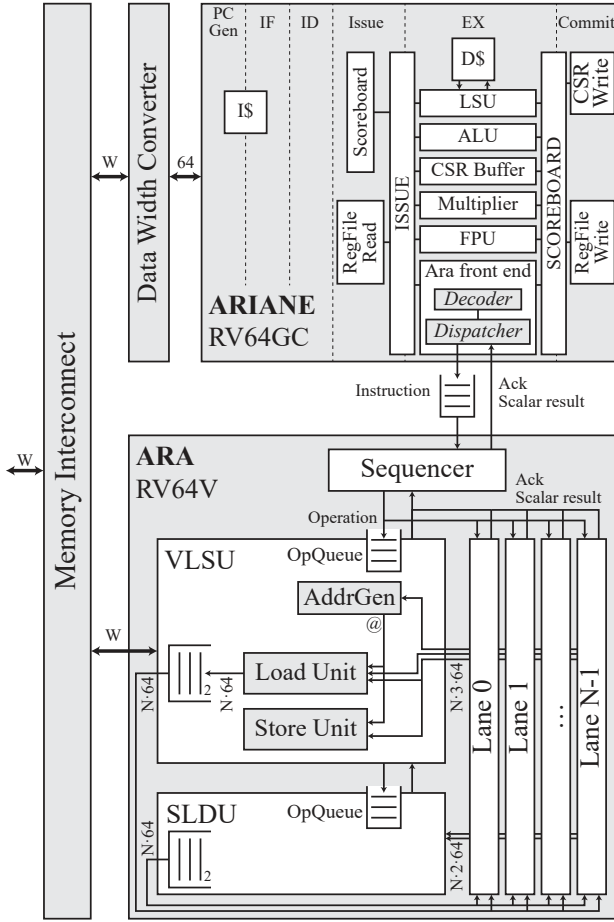 PC
Gen
IF
ID
Issue
EX
Commit
I$
D$
Scoreboard
RegFile
Read
ISSUE
LSU
ALU
CSR Buffer
Multiplier
FPU
Ara front end
Decoder
Dispatcher
SCOREBOARD
CSR
Write
RegFile
Write
ARIANE
RV64GC
Memory Interconnect
Data Width Converter
W
64
W
W
Instruction
Ack
Scalar result
ARA
RV64V
Sequencer
Ack
Scalar result
Operation
OpQueue
VLSU
AddrGen
@
Load Unit
Store Unit
2
N·64
N·64
N·3·64
Lane 0
Lane 1
...
Lane N-1
SLDU
OpQueue
2
N·64
N·2·64